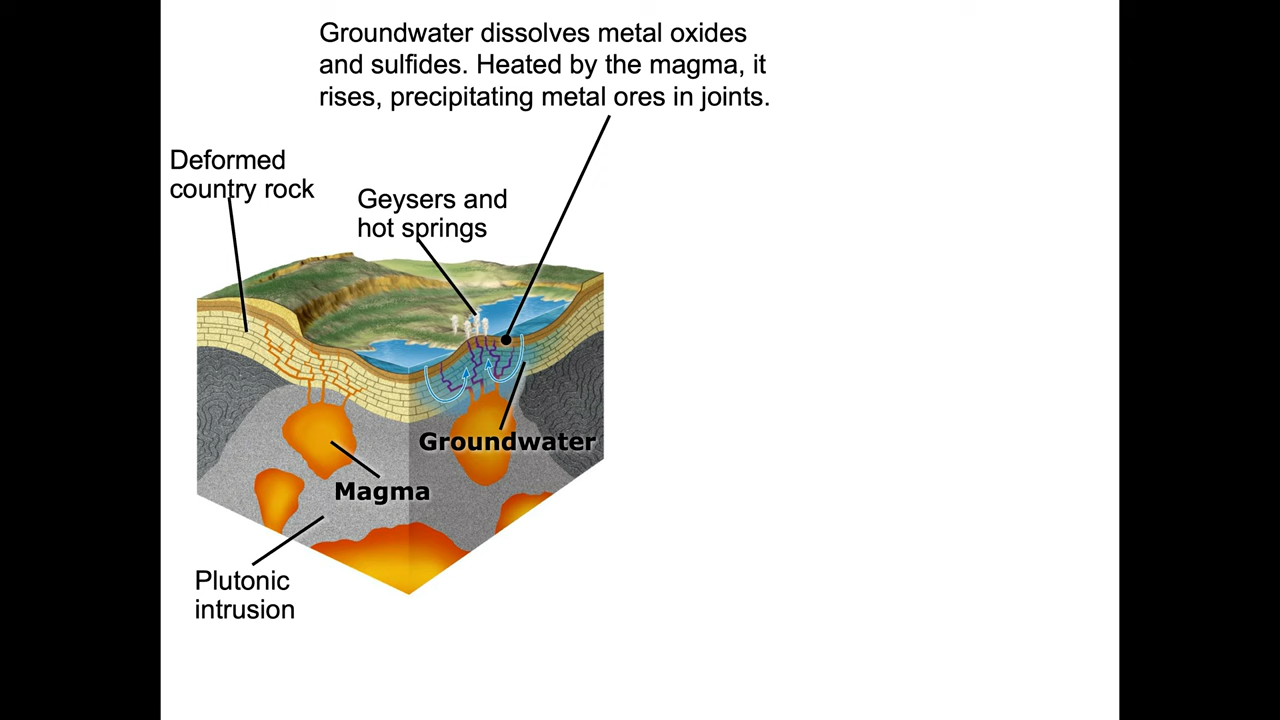 Groundwater dissolves metal oxides
and sulfides. Heated by the magma, it
rises, precipitating metal ores in joints.
Deformed
country rock
Geysers and
hot springs
Groundwater
Magma
Plutonic
intrusion